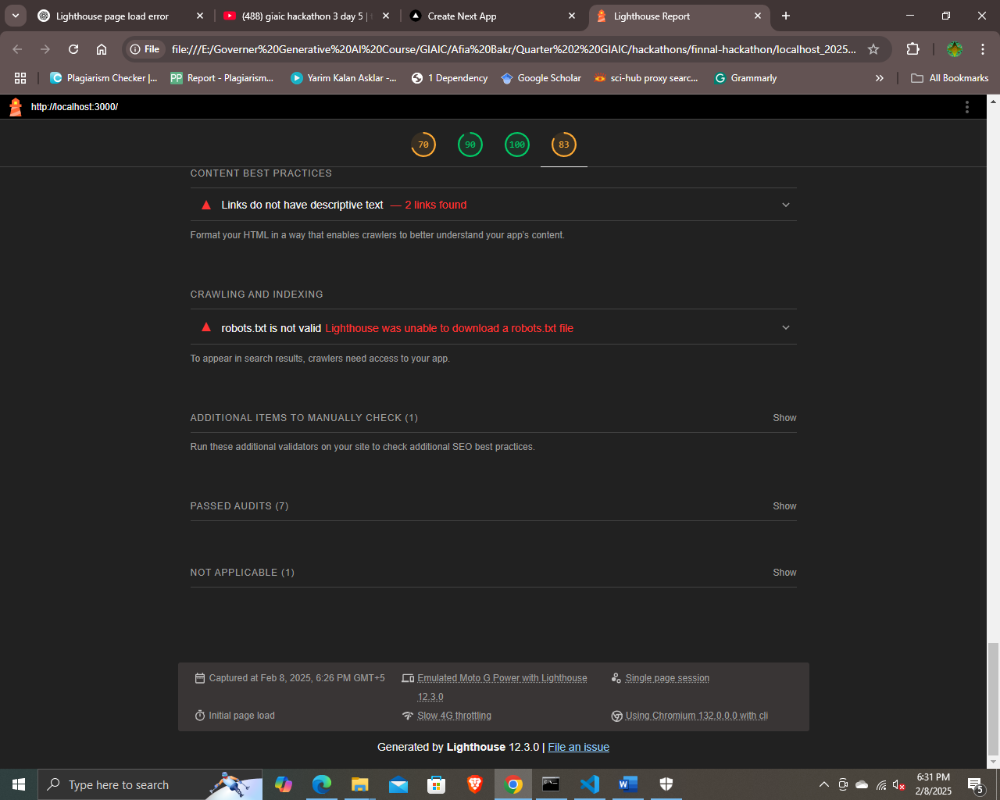 Lighthouse page load error
(488) giaic hackathon 3 day 5 |
Create Next App
Lighthouse Report
File
file:///E:/Governer%20Generative%20AI%20Course/GIAIC/Afia%20Bakr/Quarter%202%20GIAIC/hackathons/finnal-hackathon/localhost_2025...
Plagiarism Checker |...
Report - Plagiarism...
Yarim Kalan Asklar -...
1 Dependency
Google Scholar
sci-hub proxy searc...
Grammarly
All Bookmarks
http://localhost:3000/
70
90
100
83
CONTENT BEST PRACTICES
Links do not have descriptive text — 2 links found
Format your HTML in a way that enables crawlers to better understand your app's content.
CRAWLING AND INDEXING
robots.txt is not valid Lighthouse was unable to download a robots.txt file
To appear in search results, crawlers need access to your app.
ADDITIONAL ITEMS TO MANUALLY CHECK (1)
Show
Run these additional validators on your site to check additional SEO best practices.
PASSED AUDITS (7)
Show
NOT APPLICABLE (1)
Show
Captured at Feb 8, 2025, 6:26 PM GMT+5
Emulated Moto G Power with Lighthouse
12.3.0
Single page session
Initial page load
Slow 4G throttling
Using Chromium 132.0.0.0 with cli
Generated by Lighthouse 12.3.0 | File an issue
Type here to search
6:31 PM
2/8/2025
5